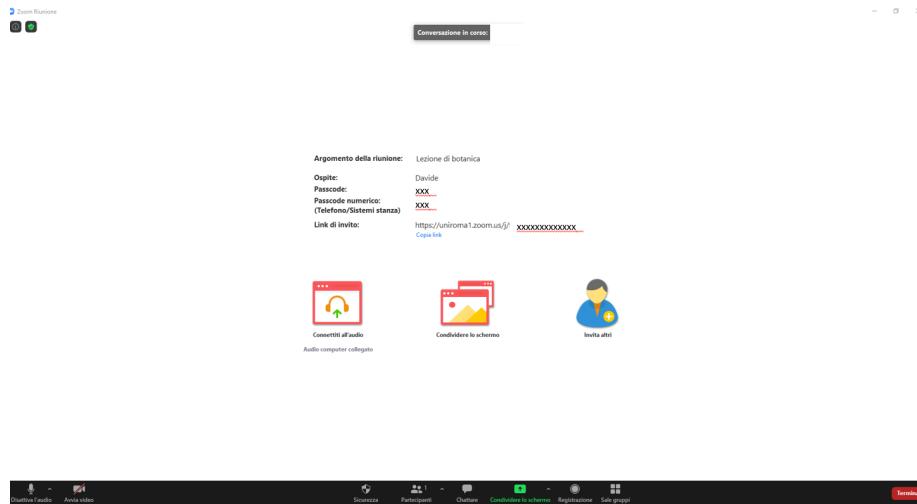 Zoom Riunione
Conversazione in corso:
Argomento della riunione: Lezione di botanica
Ospite: Davide
Passcode: XXX
Passcode numerico: XXX
(Telefono/Sistemi stanza)
Link di invito: https://uniroma1.zoom.us/j/ XXXXXXXXXXXXX
Copia link
Connettiti all'audio
Condividere lo schermo
Invita altri
Audio computer collegato
Disattiva l'audio
Avvia video
Sicurezza
Partecipanti 1
Chattare
Condividere lo schermo
Registrazione
Sale gruppi